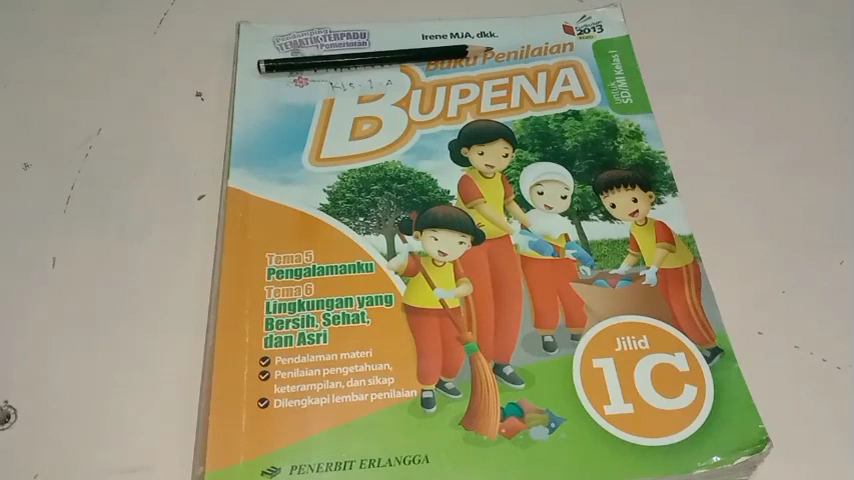 Pendamping
TEMATIK TERPADU
Pemerintah
Irene MJA, dkk.
Kurikulum
2013
Buku Penilaian
BUPENA
untuk
SD/MI Kelas I
Kls : 1 A
Tema 5
Pengalamanku
Tema 6
Lingkungan yang
Bersih, Sehat,
dan Asri
Pendalaman materi
Penilaian pengetahuan,
keterampilan, dan sikap
Dilengkapi lembar penilaian
Jilid
1C
PENERBIT ERLANGGA